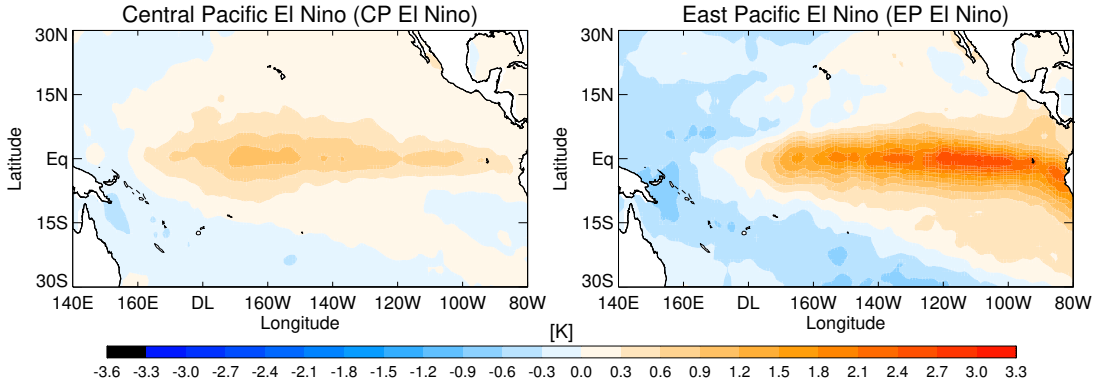 Central Pacific El Nino (CP El Nino)
East Pacific El Nino (EP El Nino)
30N
15N
Eq
15S
30S
Latitude
140E 160E DL 160W 140W 120W 100W 80W
Longitude
30N
15N
Eq
15S
30S
Latitude
140E 160E DL 160W 140W 120W 100W 80W
Longitude
[K]
-3.6 -3.3 -3.0 -2.7 -2.4 -2.1 -1.8 -1.5 -1.2 -0.9 -0.6 -0.3 0.0 0.3 0.6 0.9 1.2 1.5 1.8 2.1 2.4 2.7 3.0 3.3